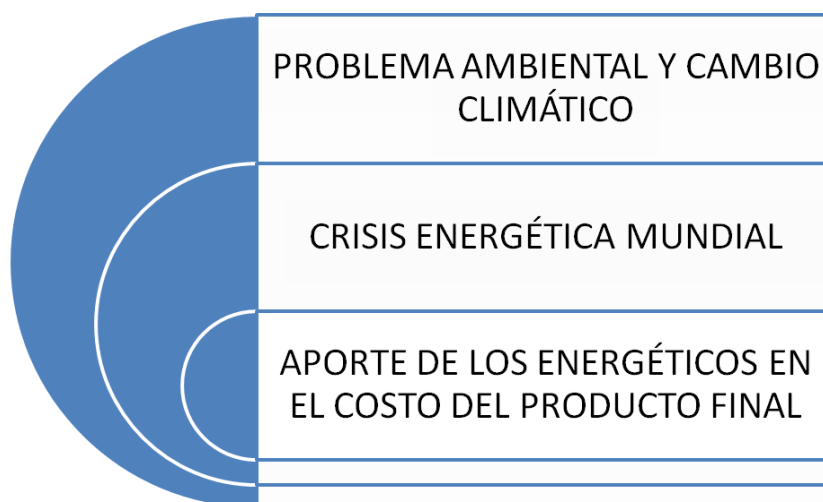 PROBLEMA AMBIENTAL Y CAMBIO
CLIMÁTICO
CRISIS ENERGÉTICA MUNDIAL
APORTE DE LOS ENERGÉTICOS EN
EL COSTO DEL PRODUCTO FINAL